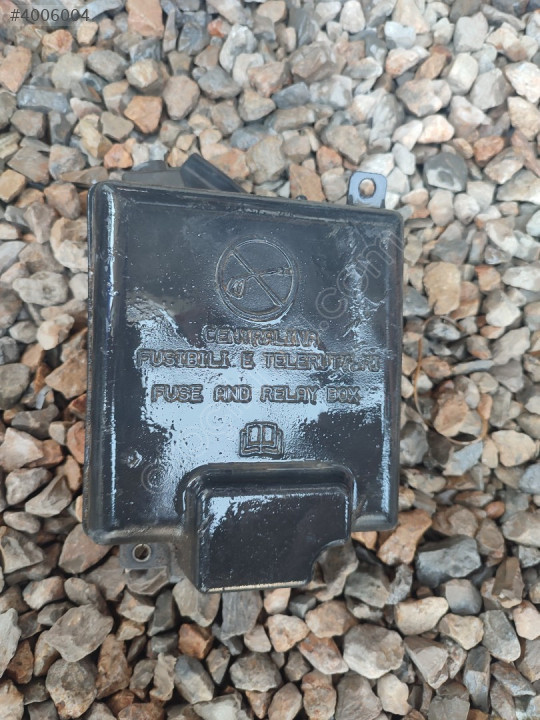 #4006004
CENTRALINA
FUSIBILI E TELERUTTORI
FUSE AND RELAY BOX